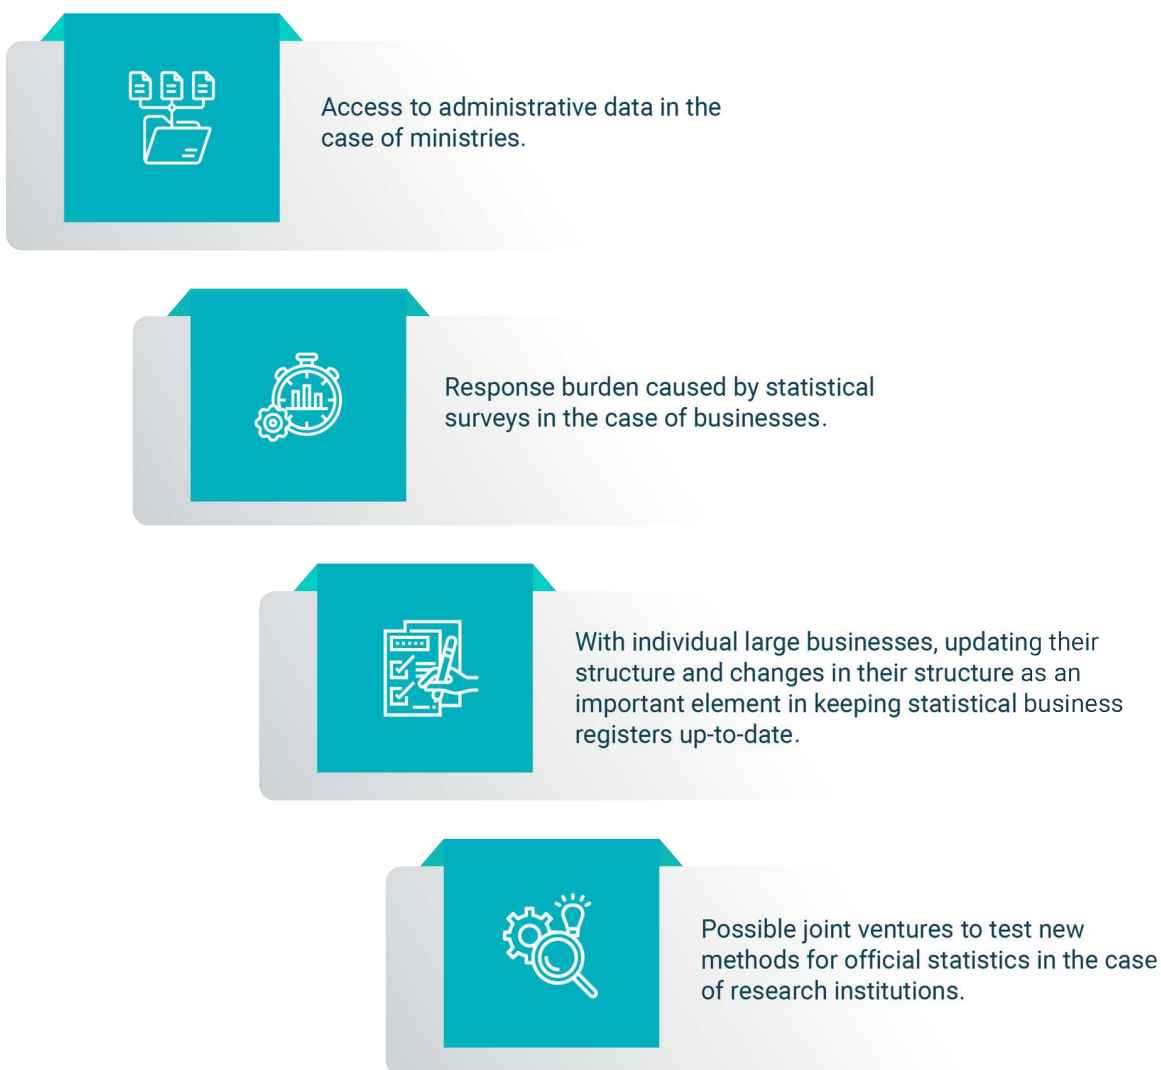 Access to administrative data in the
case of ministries.
Response burden caused by statistical
surveys in the case of businesses.
With individual large businesses, updating their
structure and changes in their structure as an
important element in keeping statistical business
registers up-to-date.
Possible joint ventures to test new
methods for official statistics in the case
of research institutions.